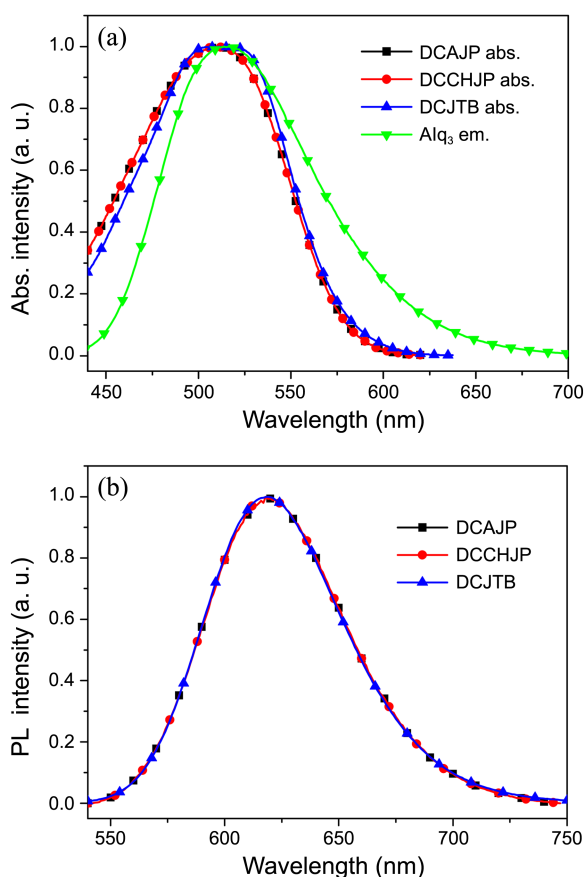 (a)
DCAJP abs.
DCCHJP abs.
DCJTB abs.
Alq3 em.
Abs. intensity (a. u.)
1.0
0.8
0.6
0.4
0.2
0.0
450 500 550 600 650 700
Wavelength (nm)
(b)
DCAJP
DCCHJP
DCJTB
PL intensity (a. u.)
1.0
0.8
0.6
0.4
0.2
0.0
550 600 650 700 750
Wavelength (nm)